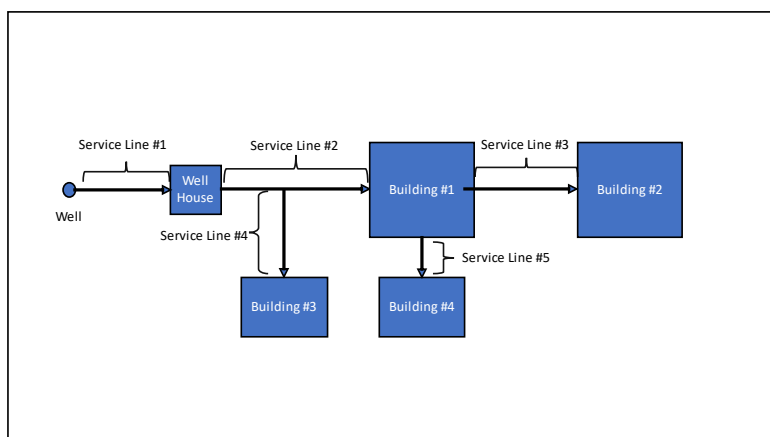 Service Line #1
Service Line #2
Service Line #3
Well
House
Building #1
Building #2
Well
Service Line #4
Service Line #5
Building #3
Building #4